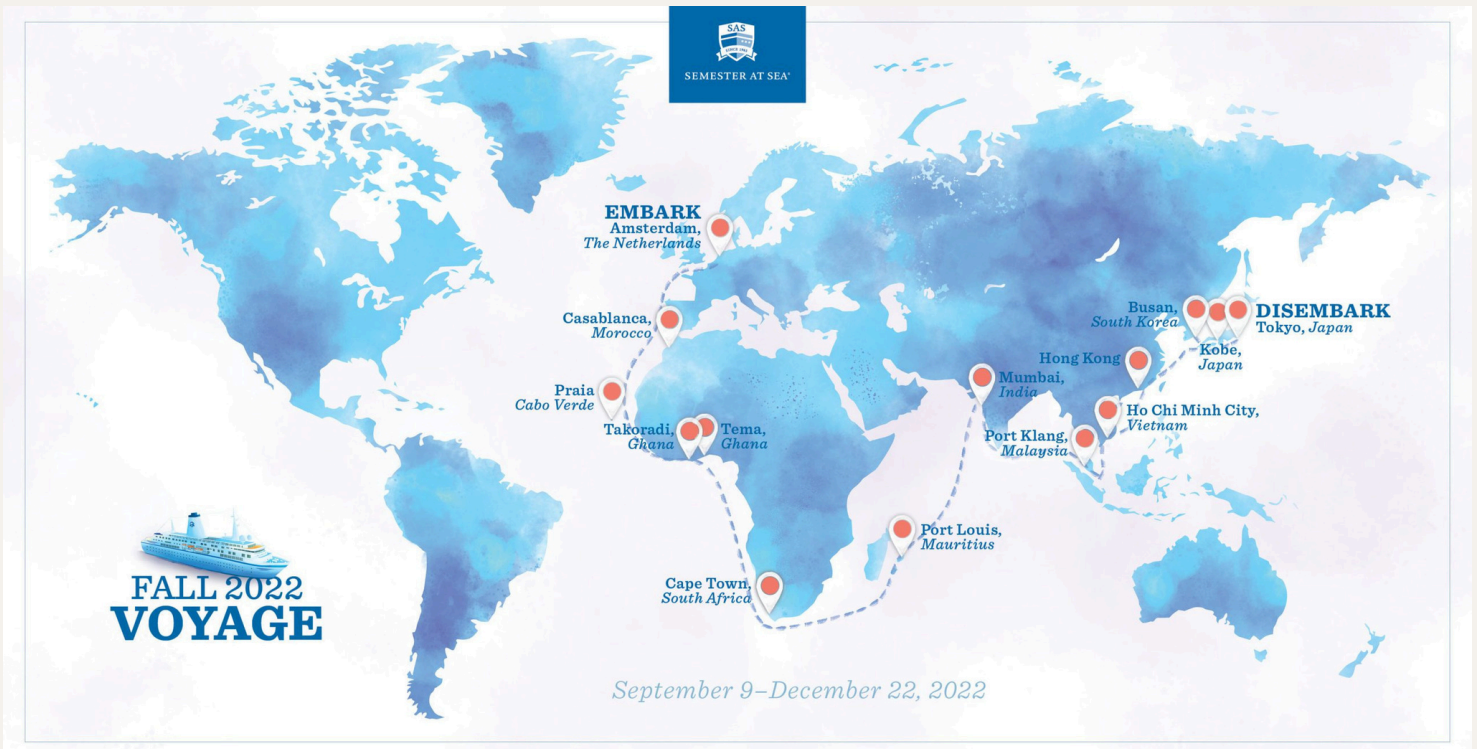 SAS
SINCE 1963
SEMESTER AT SEA®
EMBARK
Amsterdam,
The Netherlands
Casablanca,
Morocco
Praia
Cabo Verde
Takoradi,
Ghana
Tema,
Ghana
Cape Town,
South Africa
Port Louis,
Mauritius
Mumbai,
India
Port Klang,
Malaysia
Ho Chi Minh City,
Vietnam
Hong Kong
Busan,
South Korea
Kobe,
Japan
DISEMBARK
Tokyo, Japan
FALL 2022
VOYAGE
September 9–December 22, 2022